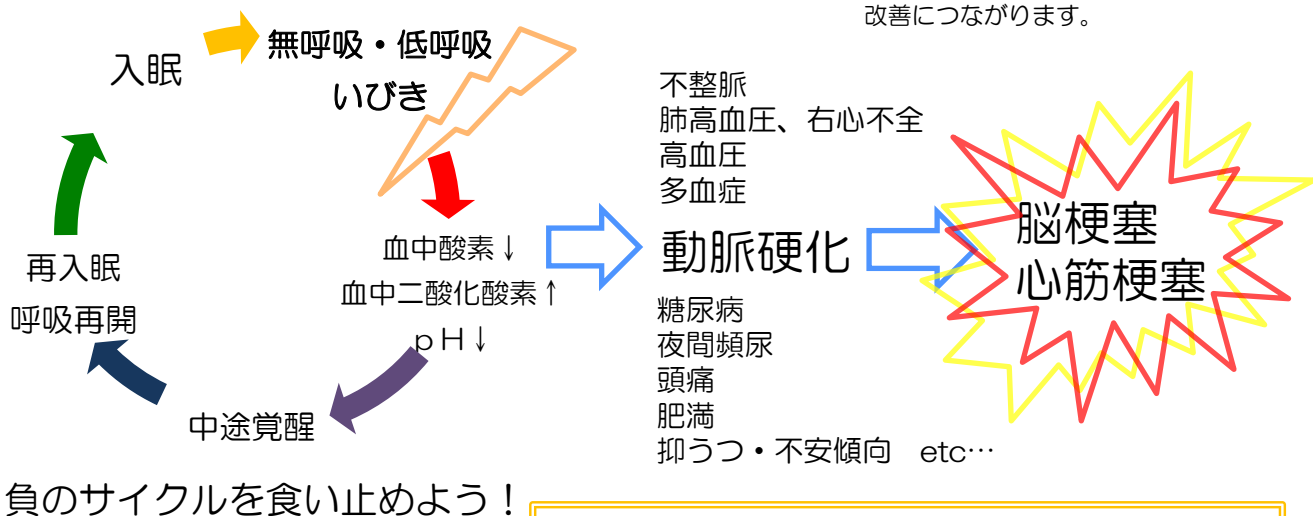 改善につながります。
入眠
無呼吸・低呼吸
いびき
血中酸素↓
血中二酸化酸素↑
ｐＨ↓
中途覚醒
再入眠
呼吸再開
不整脈
肺高血圧、右心不全
高血圧
多血症
動脈硬化
糖尿病
夜間頻尿
頭痛
肥満
抑うつ・不安傾向　etc…
脳梗塞
心筋梗塞
負のサイクルを食い止めよう！